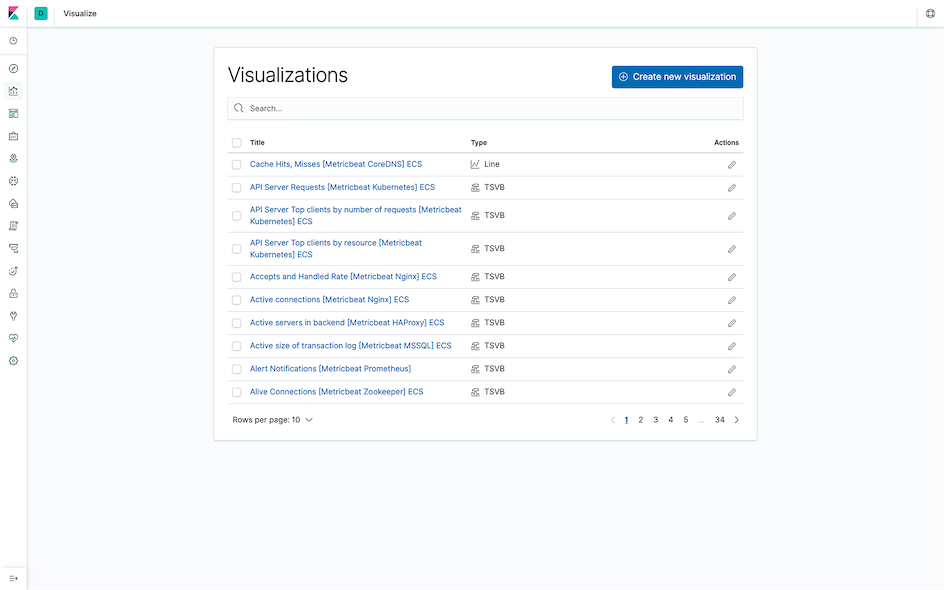 D
Visualize
Visualizations
Create new visualization
Search...
Title Type Actions
Cache Hits, Misses [Metricbeat CoreDNS] ECS Line
API Server Requests [Metricbeat Kubernetes] ECS TSVB
API Server Top clients by number of requests [Metricbeat
Kubernetes] ECS TSVB
API Server Top clients by resource [Metricbeat
Kubernetes] ECS TSVB
Accepts and Handled Rate [Metricbeat Nginx] ECS TSVB
Active connections [Metricbeat Nginx] ECS TSVB
Active servers in backend [Metricbeat HAProxy] ECS TSVB
Active size of transaction log [Metricbeat MSSQL] ECS TSVB
Alert Notifications [Metricbeat Prometheus] TSVB
Alive Connections [Metricbeat Zookeeper] ECS TSVB
Rows per page: 10 1 2 3 4 5 ... 34